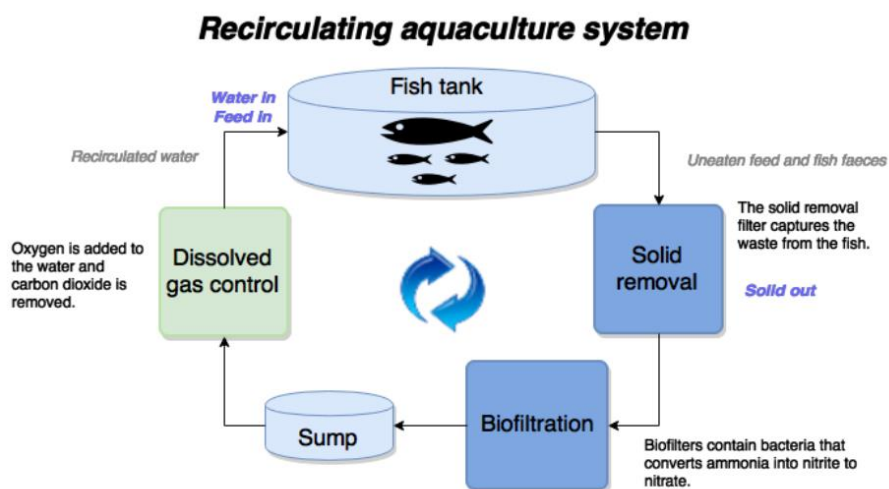 Recirculating aquaculture system
Water in
Feed in
Fish tank
Recirculated water
Uneaten feed and fish faeces
Oxygen is added to
the water and
carbon dioxide is
removed.
Dissolved
gas control
Solid
removal
The solid removal
filter captures the
waste from the fish.
Solid out
Sump
Biofiltration
Biofilters contain bacteria that
converts ammonia into nitrite to
nitrate.